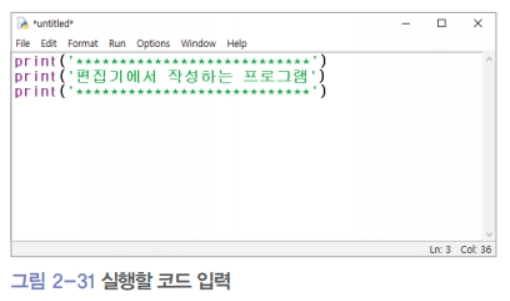 *untitled*
File Edit Format Run Options Window Help
print('***************************')
print('편집기에서 작성하는 프로그램')
print('***************************')
Ln: 3 Col: 36
그림 2-31 실행할 코드 입력